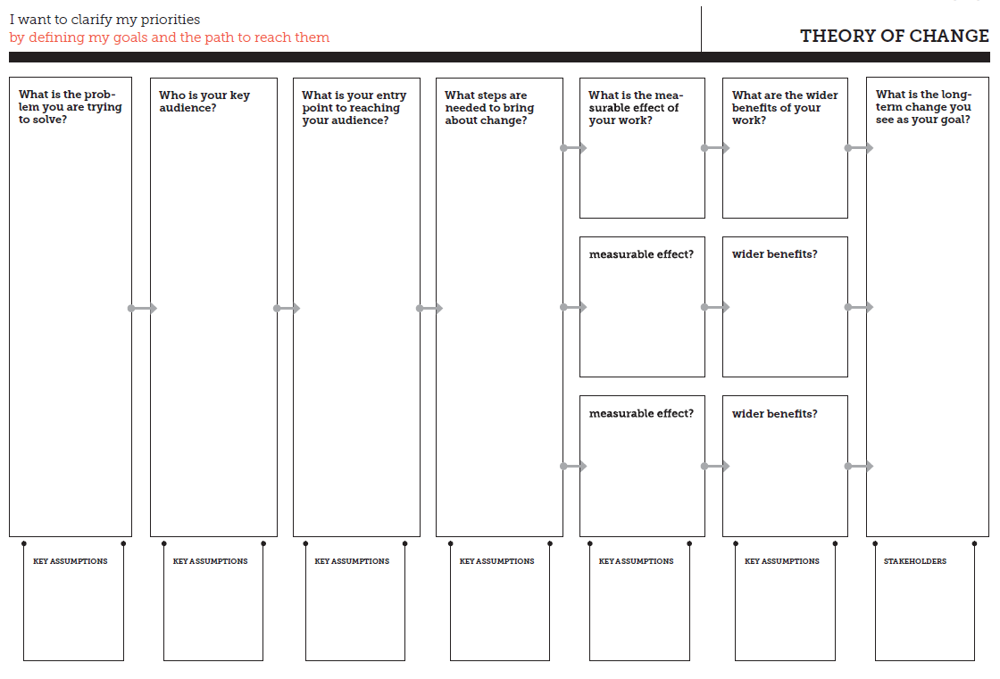 I want to clarify my priorities
by defining my goals and the path to reach them
THEORY OF CHANGE
What is the prob-
lem you are trying
to solve?
Who is your key
audience?
What is your entry
point to reaching
your audience?
What steps are
needed to bring
about change?
What is the mea-
surable effect of
your work?
What are the wider
benefits of your
work?
What is the long-
term change you
see as your goal?
measurable effect?
wider benefits?
measurable effect?
wider benefits?
KEY ASSUMPTIONS
KEY ASSUMPTIONS
KEY ASSUMPTIONS
KEY ASSUMPTIONS
KEY ASSUMPTIONS
KEY ASSUMPTIONS
STAKEHOLDERS